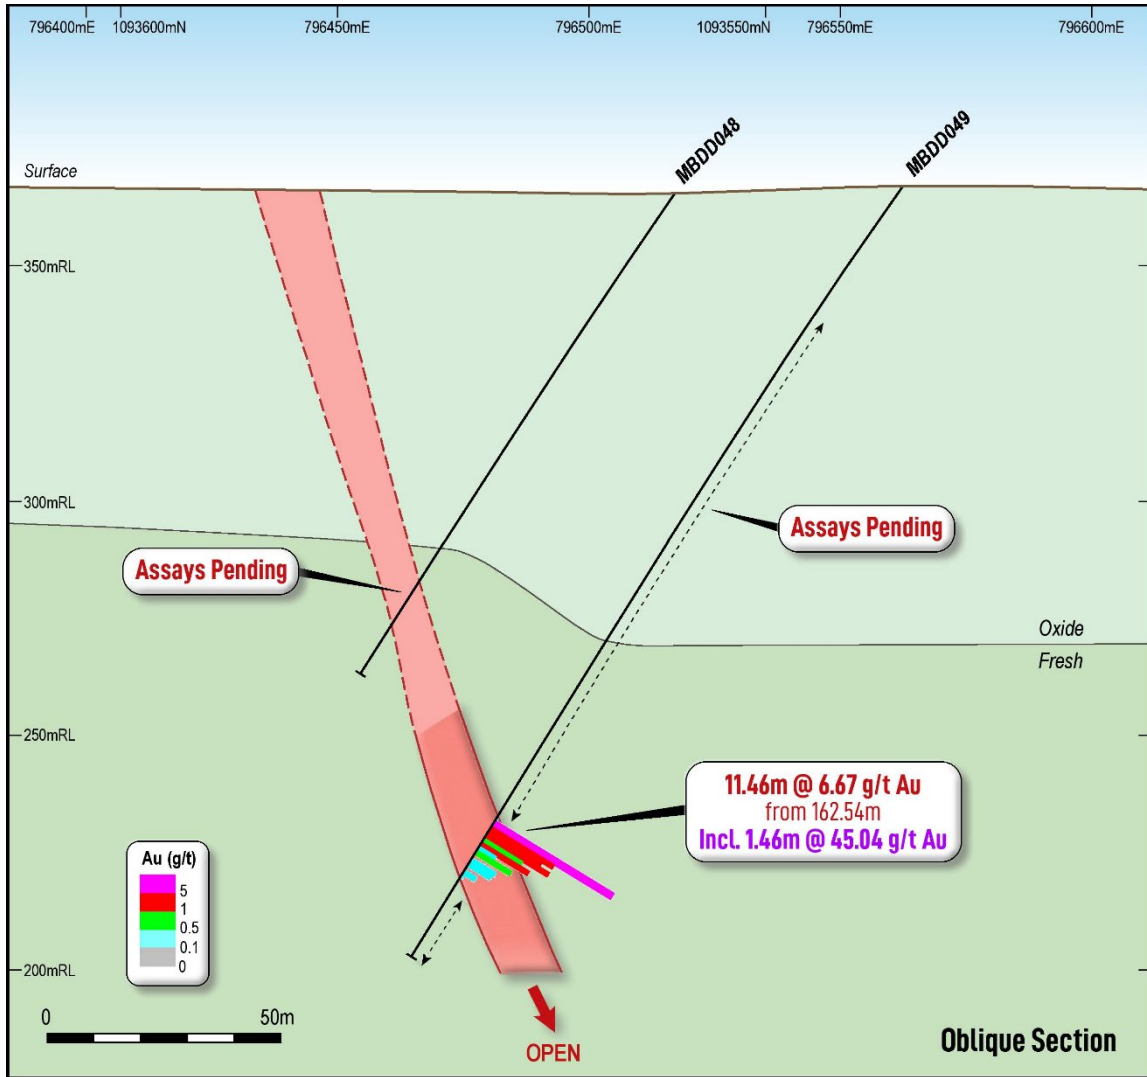 796400mE
1093600mN
796450mE
796500mE
1093550mN
796550mE
796600mE
MBDD048
MBDD049
Surface
350mRL
300mRL
Assays Pending
Assays Pending
Oxide
Fresh
250mRL
11.46m @ 6.67 g/t Au
from 162.54m
Incl. 1.46m @ 45.04 g/t Au
Au (g/t)
5
1
0.5
0.1
0
200mRL
0
50m
OPEN
Oblique Section